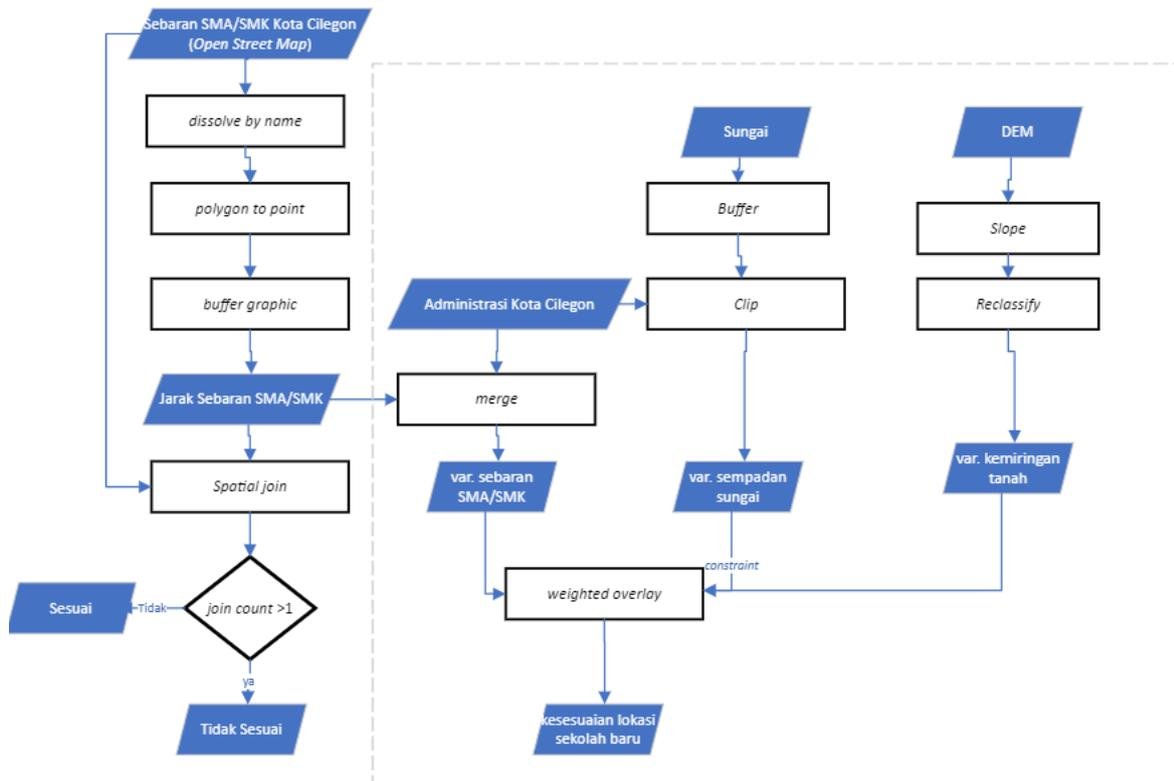 Sebaran SMA/SMK Kota Cilegon
(Open Street Map)
dissolve by name
polygon to point
buffer graphic
Jarak Sebaran SMA/SMK
Spatial join
join count >1
Tidak
Sesuai
ya
Tidak Sesuai
Sungai
Buffer
Administrasi Kota Cilegon
Clip
merge
DEM
Slope
Reclassify
var. sebaran
SMA/SMK
var. sempadan
sungai
var. kemiringan
tanah
constraint
weighted overlay
kesesuaian lokasi
sekolah baru